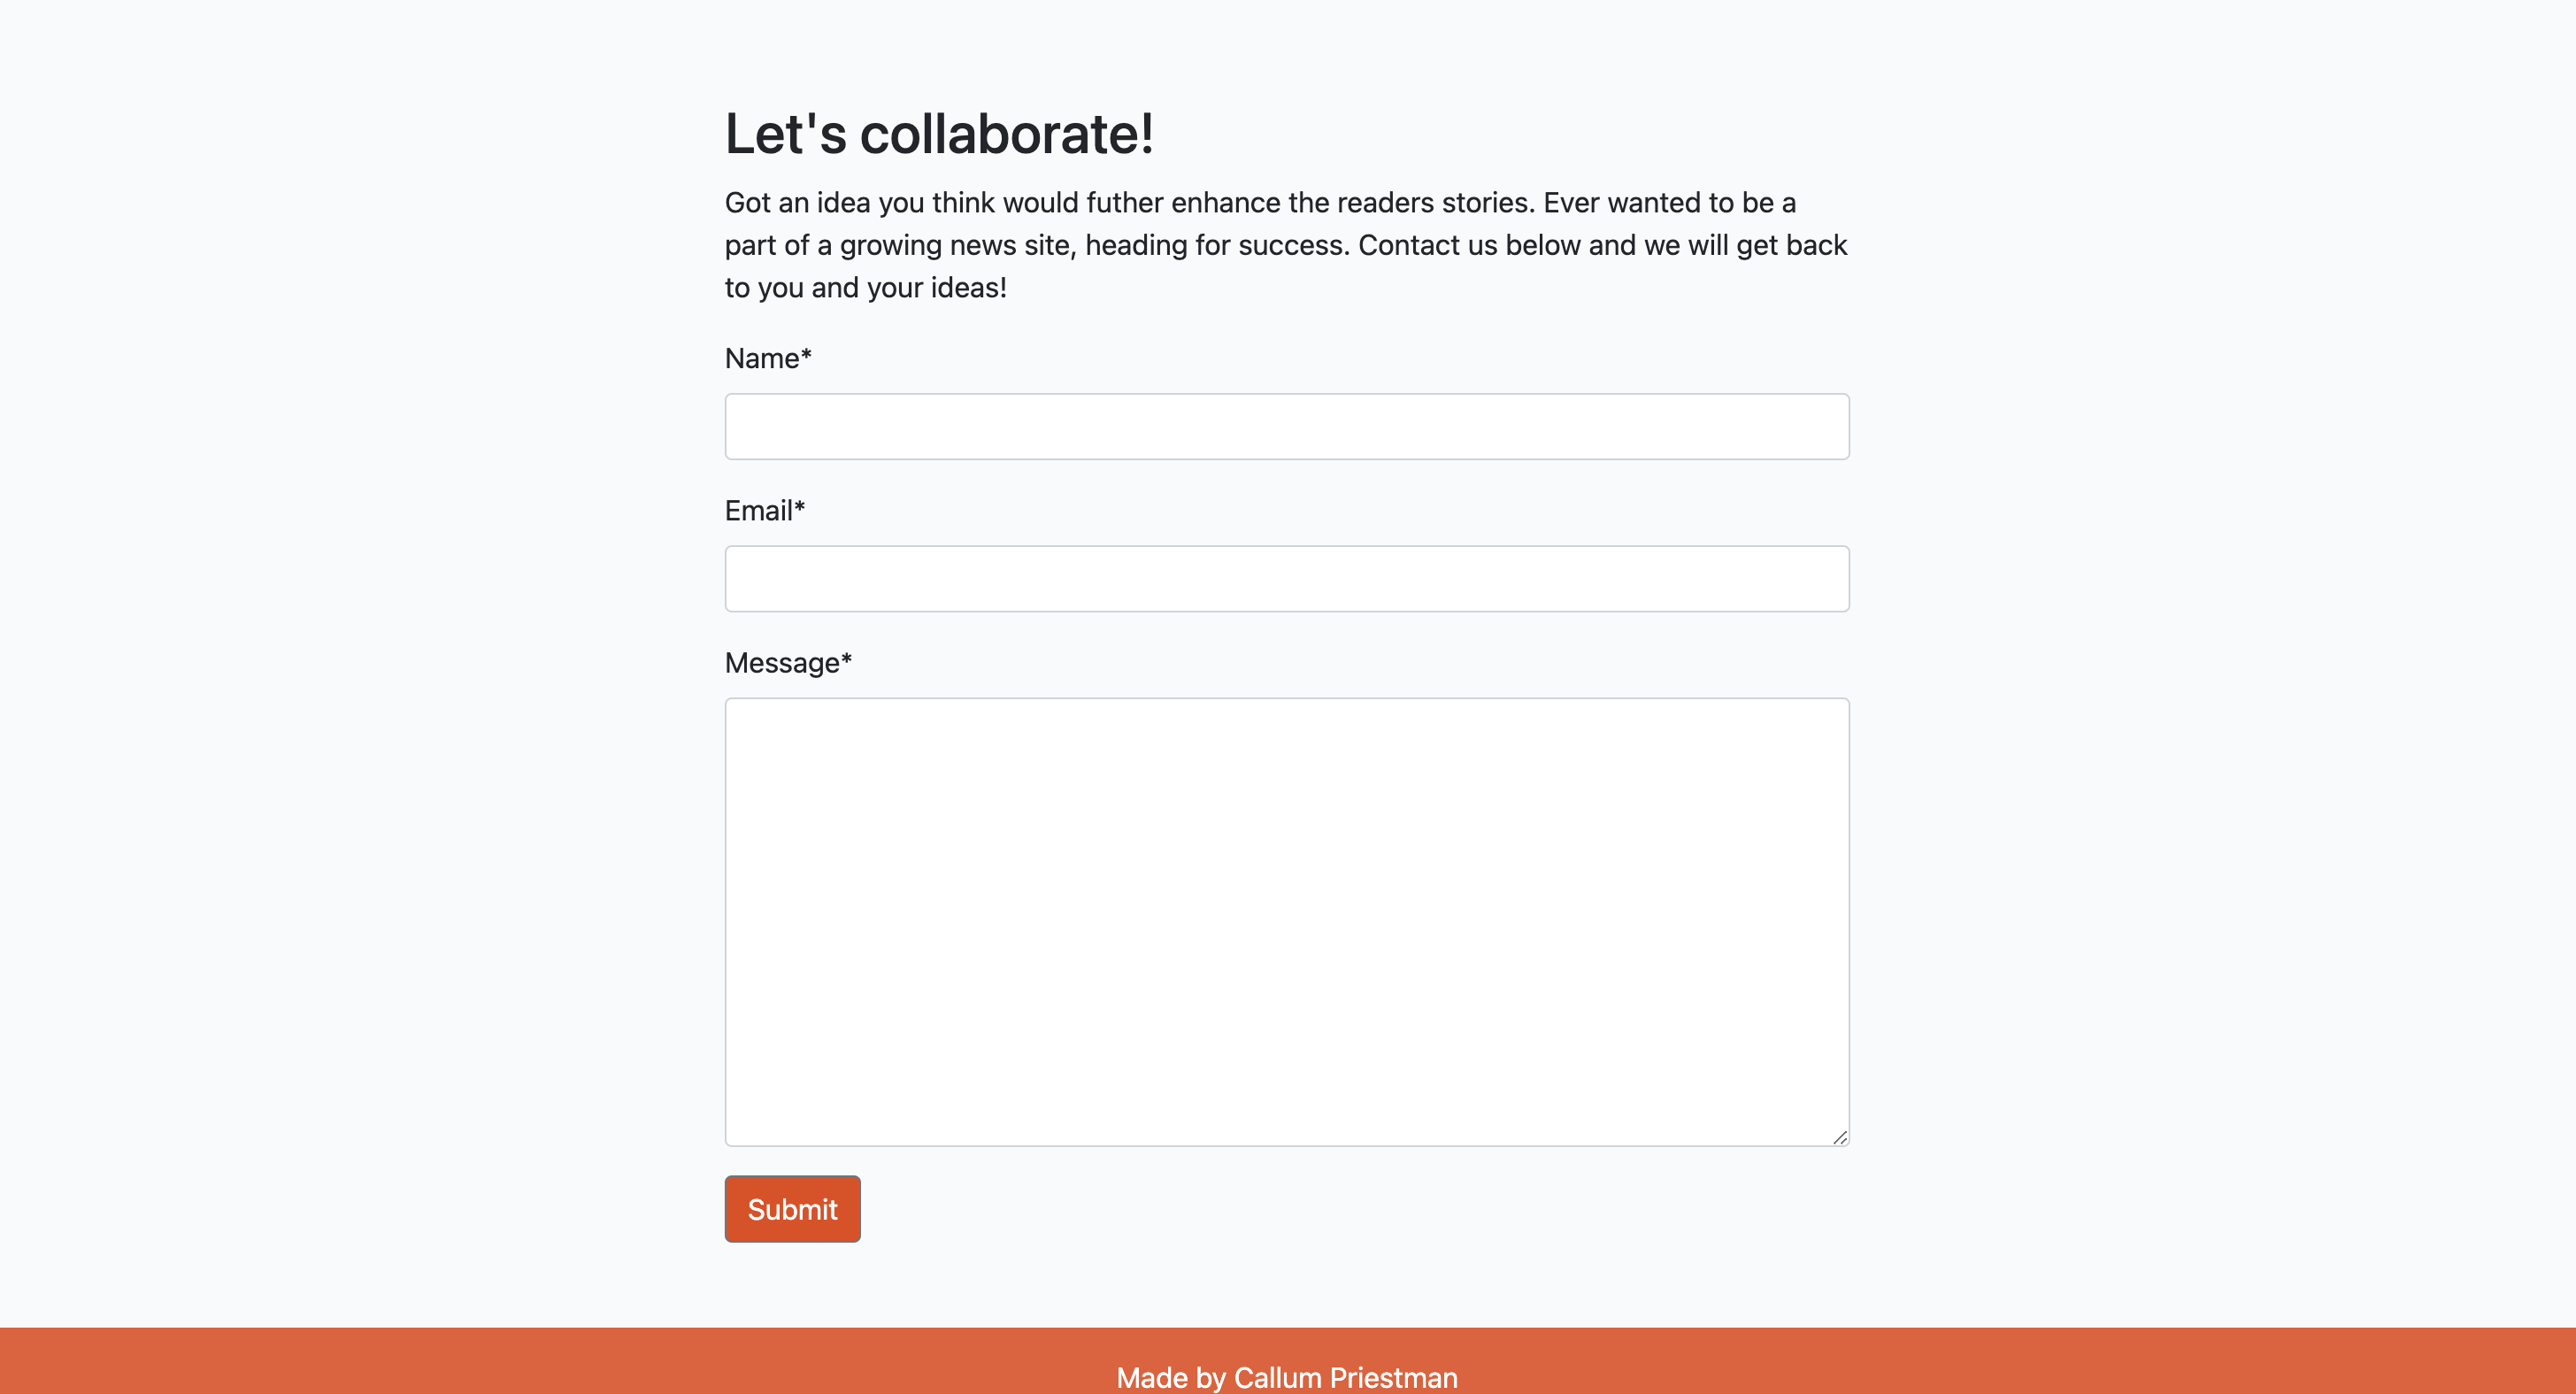 Let's collaborate!
Got an idea you think would futher enhance the readers stories. Ever wanted to be a
part of a growing news site, heading for success. Contact us below and we will get back
to you and your ideas!
Name*
Email*
Message*
Submit
Made by Callum Priestman